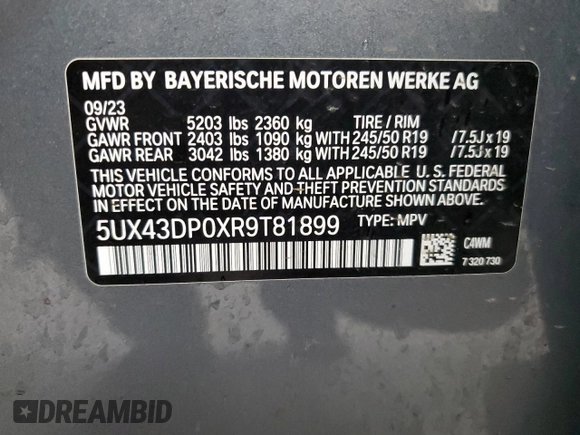 MFD BY BAYERISCHE MOTOREN WERKE AG
09/23
GVWR 5203 lbs 2360 kg TIRE / RIM
GAWR FRONT 2403 lbs 1090 kg WITH 245/50 R19 /7.5J x 19
GAWR REAR 3042 lbs 1380 kg WITH 245/50 R19 /7.5J x 19
THIS VEHICLE CONFORMS TO ALL APPLICABLE U. S. FEDERAL
MOTOR VEHICLE SAFETY AND THEFT PREVENTION STANDARDS
IN EFFECT ON THE DATE OF MANUFACTURE SHOWN ABOVE.
5UX43DP0XR9T81899 TYPE: MPV
C4WM
7 320 730
DREAMBID